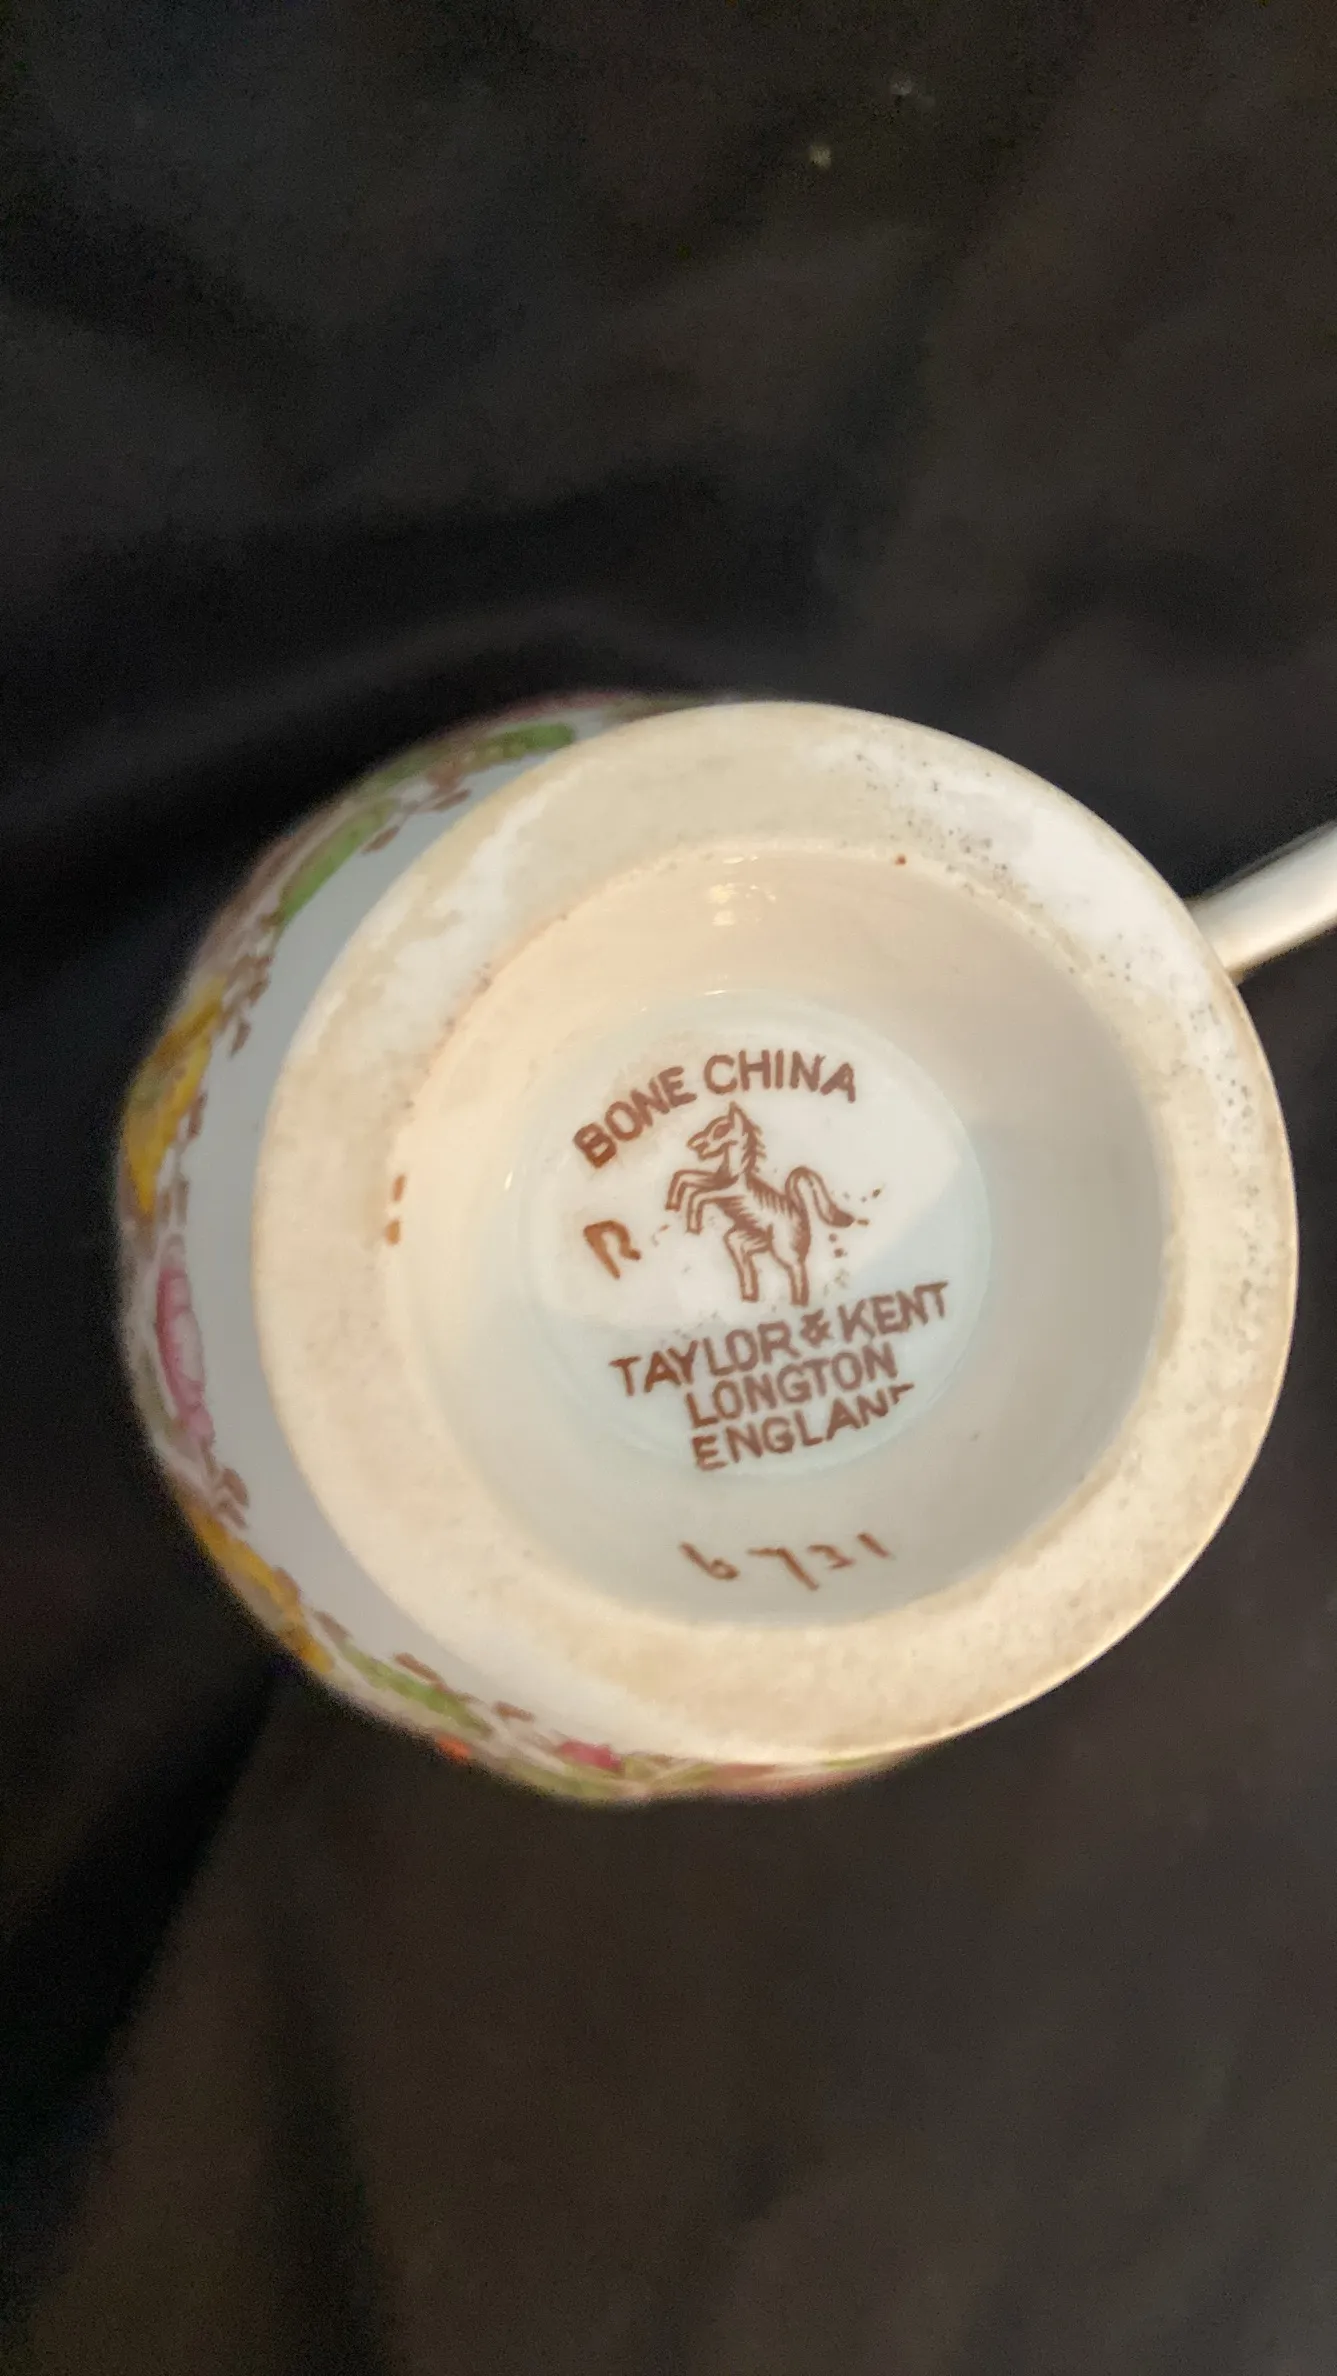 BONE CHINA
R
TAYLOR & KENT
LONGTON
ENGLAND
6731